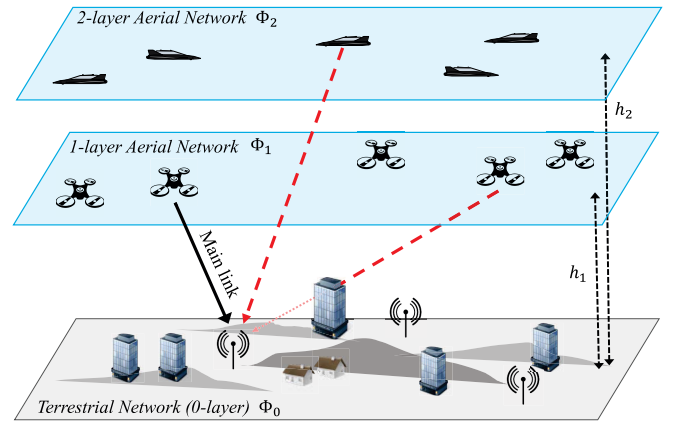 2-layer Aerial Network Φ₂
h₂
1-layer Aerial Network Φ₁
Main link
h₁
Terrestrial Network (0-layer) Φ₀